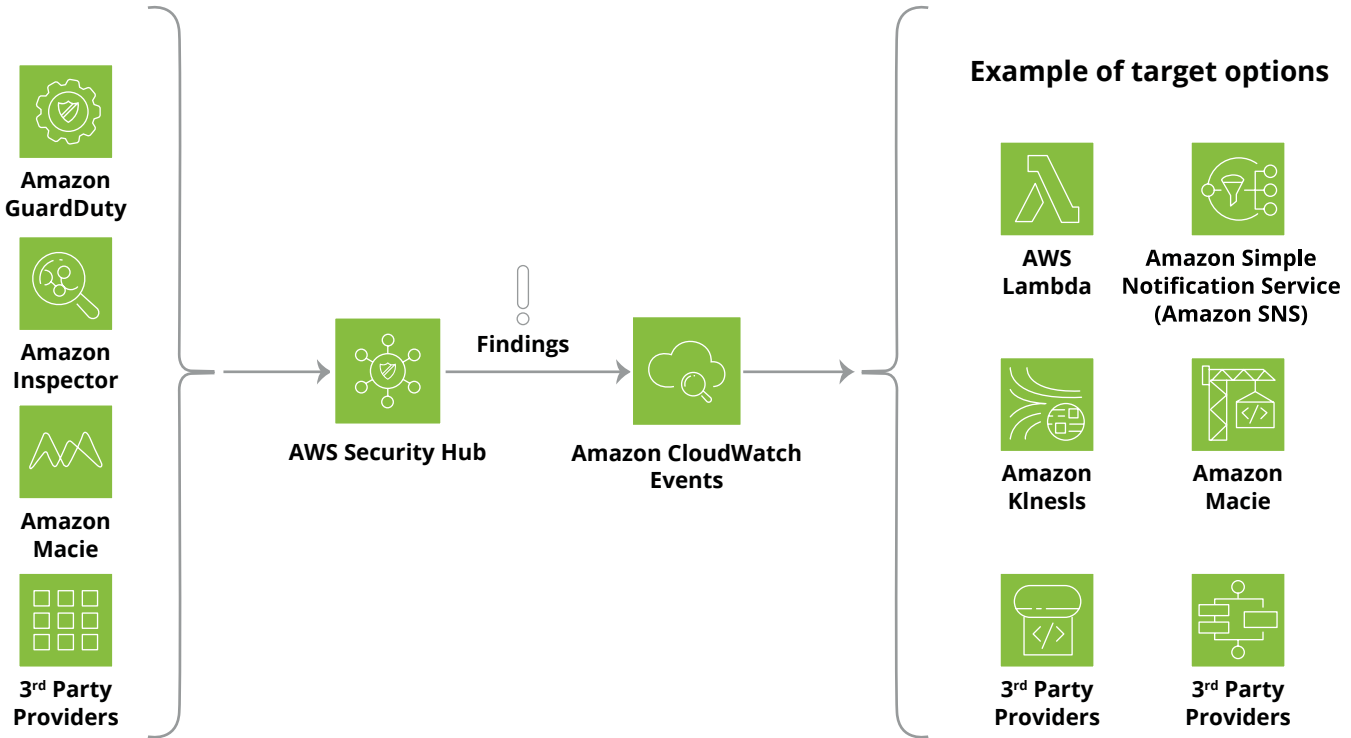 Amazon
GuardDuty
Amazon
Inspector
Amazon
Macie
3rd Party
Providers
AWS Security Hub
Findings
Amazon CloudWatch
Events
Example of target options
AWS
Lambda
Amazon Simple
Notification Service
(Amazon SNS)
Amazon
Klnesls
Amazon
Macie
3rd Party
Providers
3rd Party
Providers